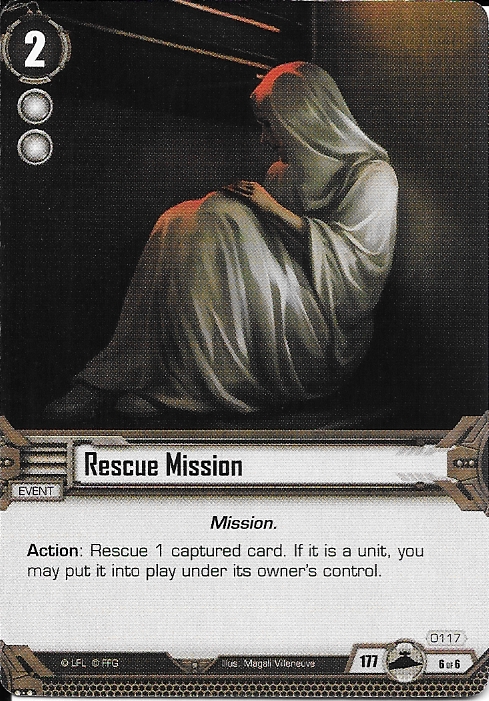 2
Rescue Mission
EVENT
Mission.
Action: Rescue 1 captured card. If it is a unit, you
may put it into play under its owner's control.
0117
© LFL © FFG
Illus. Magali Villeneuve
177
6 OF 6